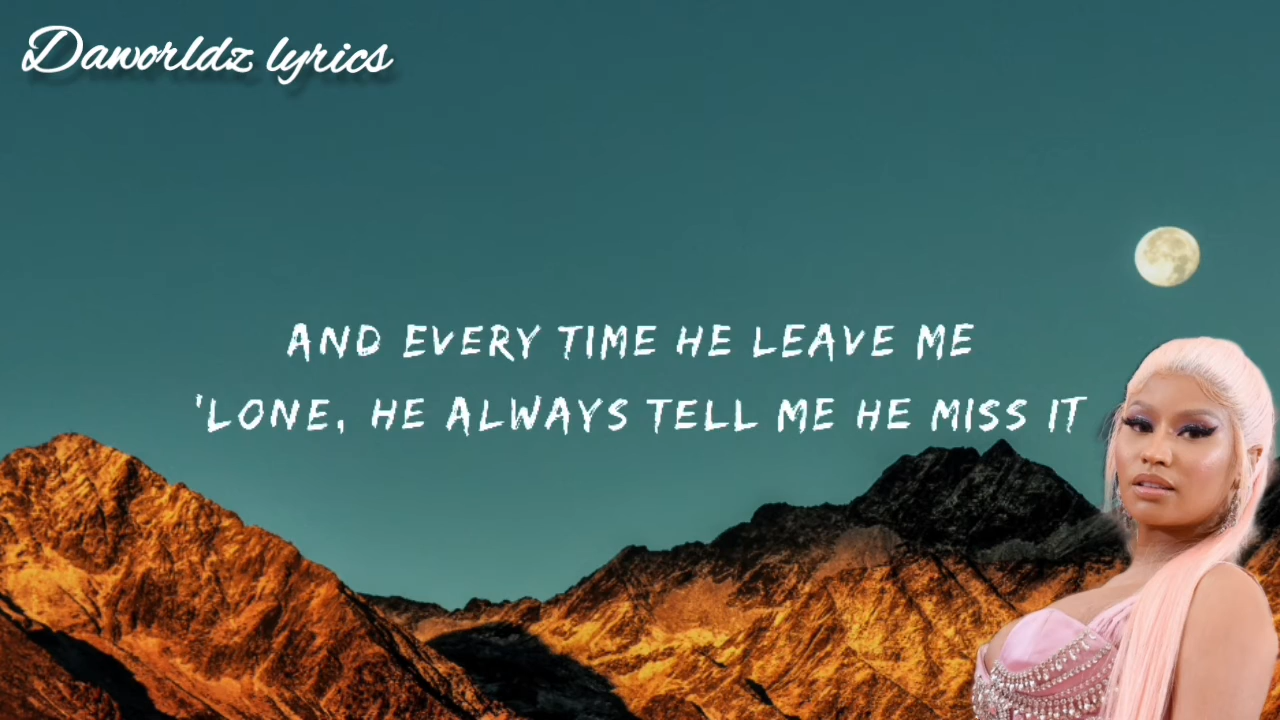 Daworldz lyrics
AND EVERY TIME HE LEAVE ME
'LONE, HE ALWAYS TELL ME HE MISS IT